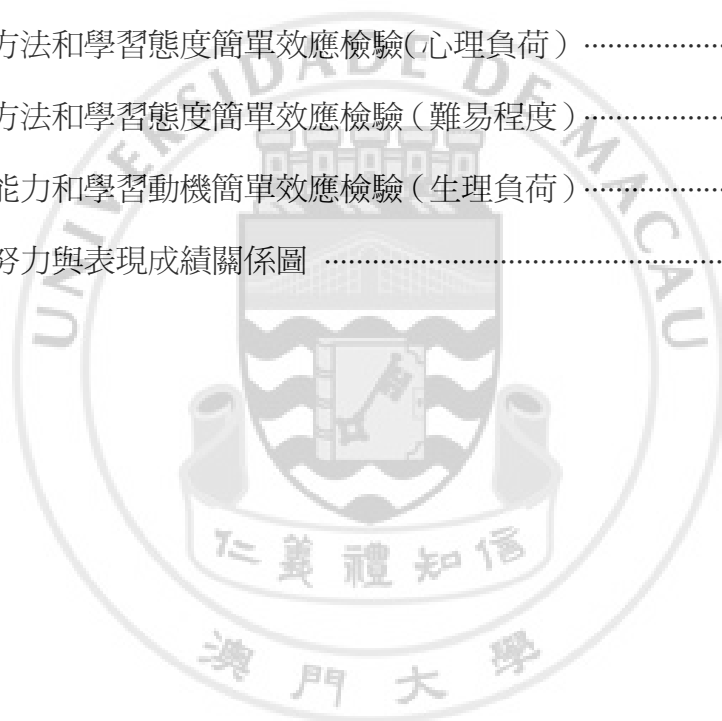 方法和學習態度簡單效應檢驗(心理負荷）…………………
方法和學習態度簡單效應檢驗（難易程度）…………………
能力和學習動機簡單效應檢驗（生理負荷）…………………
努力與表現成績關係圖 …………………………………………
UNIVERSIDADE DE MACAU
仁義禮知信
澳門大學